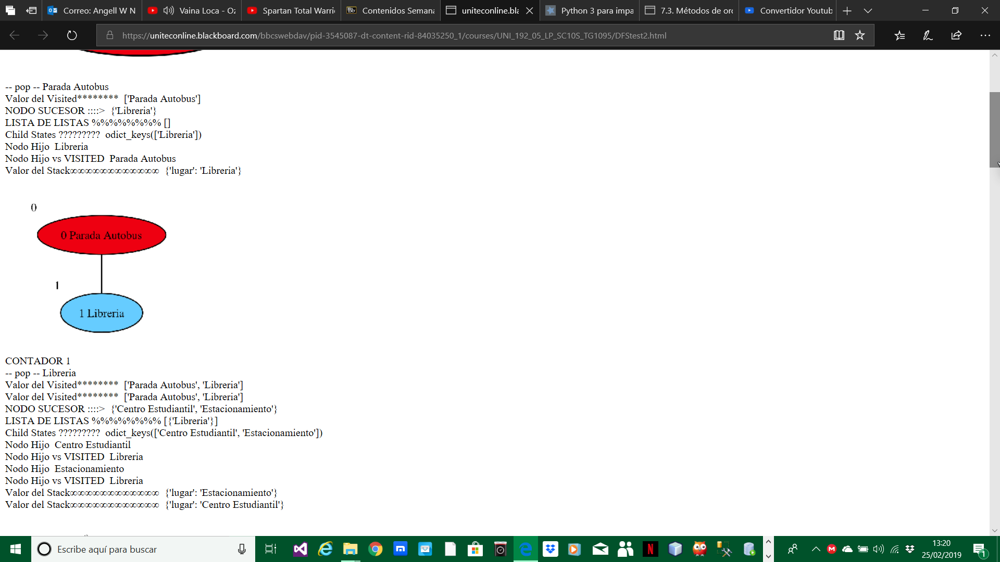 Correo: Angell W N
Vaina Loca - Oz
Spartan Total Warri
Bb
Contenidos Semana
uniteconline.bla
Python 3 para impa
7.3. Métodos de ord
Convertidor Youtub
https://uniteconline.blackboard.com/bbcswebdav/pid-3545087-dt-content-rid-84035250_1/courses/UNI_192_05_LP_SC10S_TG1095/DFStest2.html
-- pop -- Parada Autobus
Valor del Visited******** ['Parada Autobus']
NODO SUCESOR ::::> {'Libreria'}
LISTA DE LISTAS %%%%%%%% []
Child States ????????? odict_keys(['Libreria'])
Nodo Hijo Libreria
Nodo Hijo vs VISITED Parada Autobus
Valor del Stack∞∞∞∞∞∞∞∞∞∞∞∞ {'lugar': 'Libreria'}
0
0 Parada Autobus
1
1 Libreria
CONTADOR 1
-- pop -- Libreria
Valor del Visited******** ['Parada Autobus', 'Libreria']
Valor del Visited******** ['Parada Autobus', 'Libreria']
NODO SUCESOR ::::> {'Centro Estudiantil', 'Estacionamiento'}
LISTA DE LISTAS %%%%%%%% [{'Libreria'}]
Child States ????????? odict_keys(['Centro Estudiantil', 'Estacionamiento'])
Nodo Hijo Centro Estudiantil
Nodo Hijo vs VISITED Libreria
Nodo Hijo Estacionamiento
Nodo Hijo vs VISITED Libreria
Valor del Stack∞∞∞∞∞∞∞∞∞∞∞∞ {'lugar': 'Estacionamiento'}
Valor del Stack∞∞∞∞∞∞∞∞∞∞∞∞ {'lugar': 'Centro Estudiantil'}
Escribe aquí para buscar
13:20
25/02/2019
1